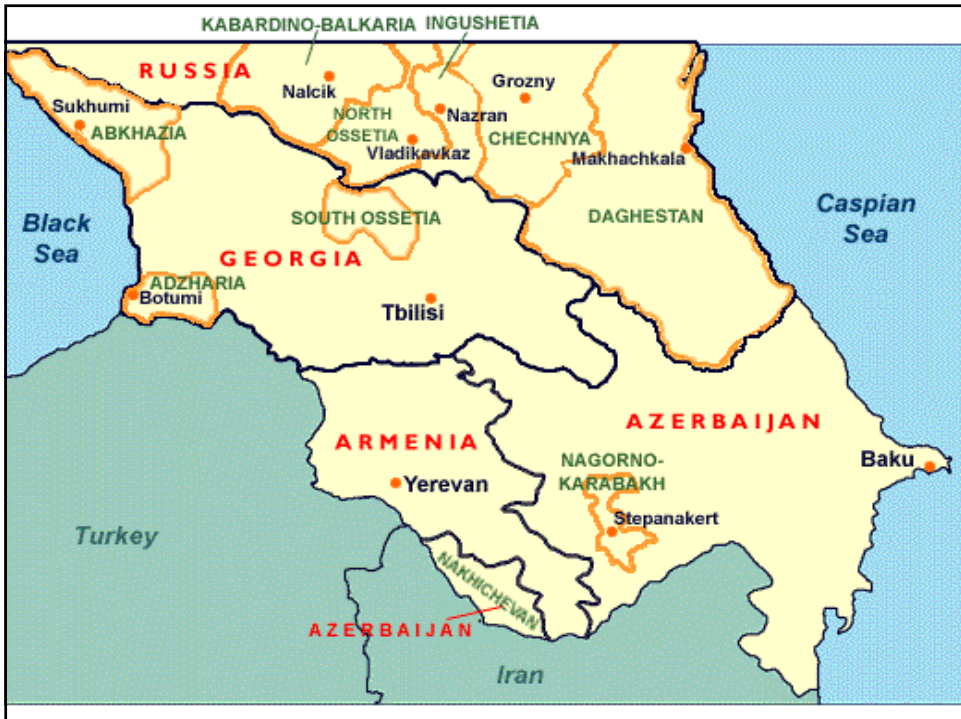 KABARDINO-BALKARIA
INGUSHETIA
RUSSIA
Nalcik
Grozny
Sukhumi
ABKHAZIA
NORTH
OSSETIA
Nazran
CHECHNYA
Vladikavkaz
Makhachkala
Black
Sea
SOUTH OSSETIA
DAGHESTAN
Caspian
Sea
GEORGIA
ADZHARIA
Botumi
Tbilisi
AZERBAIJAN
ARMENIA
NAGORNO-
KARABAKH
Baku
Yerevan
Stepanakert
Turkey
NAKHICHEVAN
AZERBAIJAN
Iran